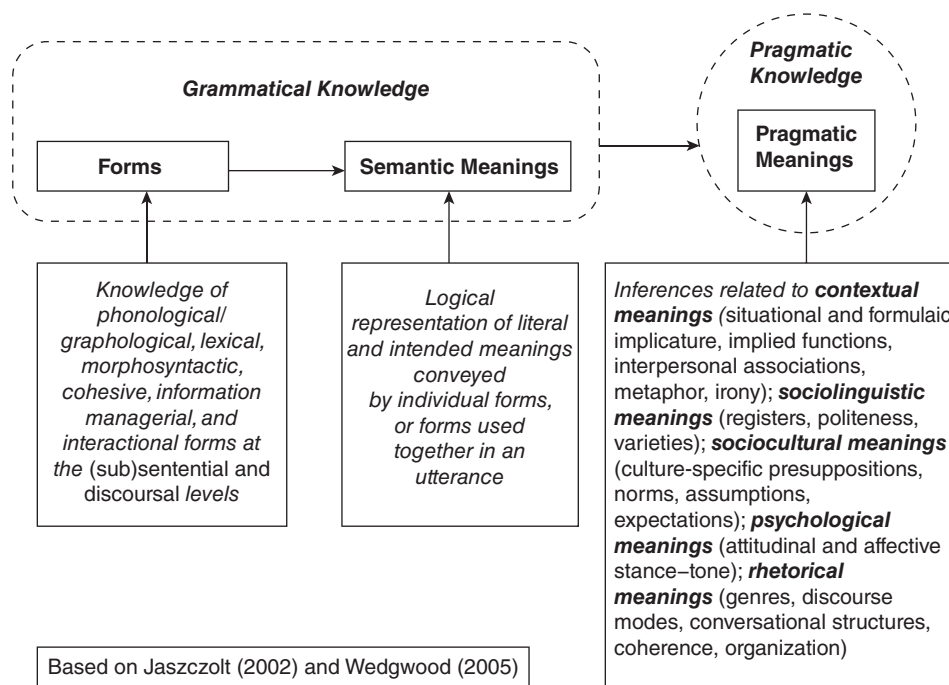 Grammatical Knowledge
Forms
Semantic Meanings
Pragmatic
Knowledge
Pragmatic
Meanings
Knowledge of
phonological/
graphological, lexical,
morphosyntactic,
cohesive, information
managerial, and
interactional forms at
the (sub)sentential and
discoursal levels
Logical
representation of literal
and intended meanings
conveyed
by individual forms,
or forms used
together in an
utterance
Inferences related to contextual
meanings (situational and formulaic
implicature, implied functions,
interpersonal associations,
metaphor, irony); sociolinguistic
meanings (registers, politeness,
varieties); sociocultural meanings
(culture-specific presuppositions,
norms, assumptions,
expectations); psychological
meanings (attitudinal and affective
stance–tone); rhetorical
meanings (genres, discourse
modes, conversational structures,
coherence, organization)
Based on Jaszczolt (2002) and Wedgwood (2005)